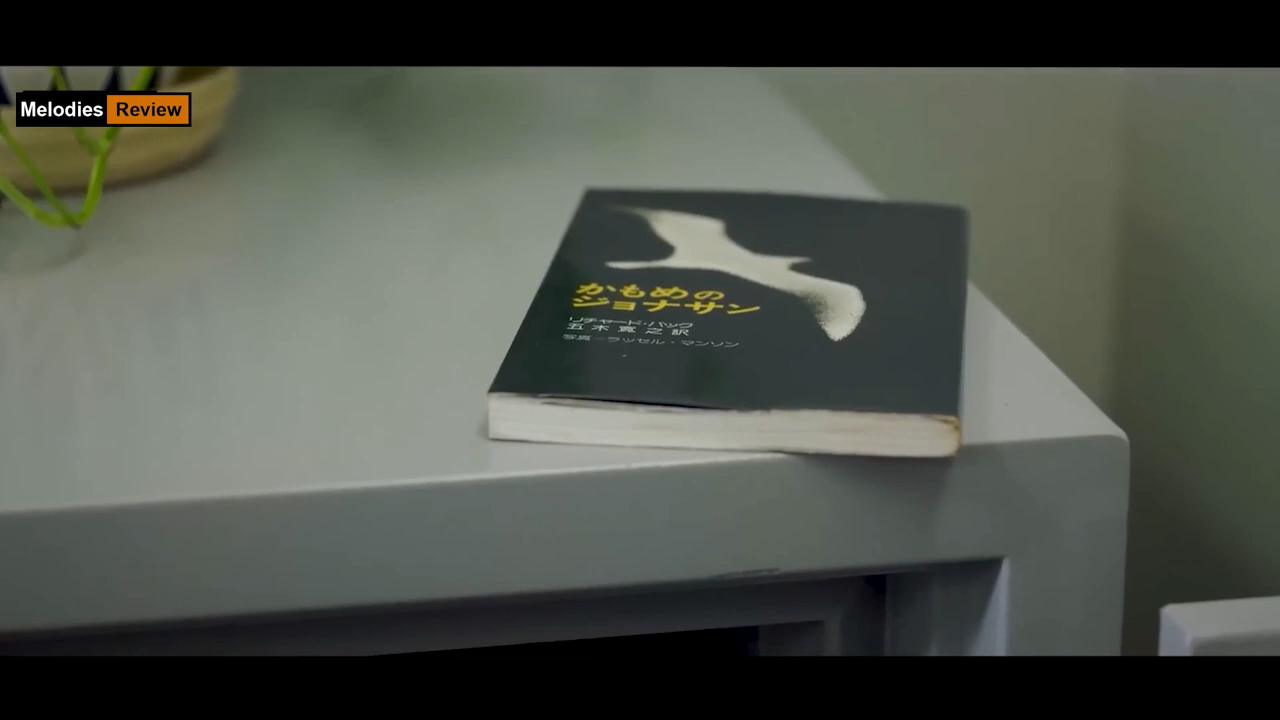 Melodies Review
かもめの
ジョナサン
リチャード・バック
五木寛之訳
写真=ラッセル・マンソン